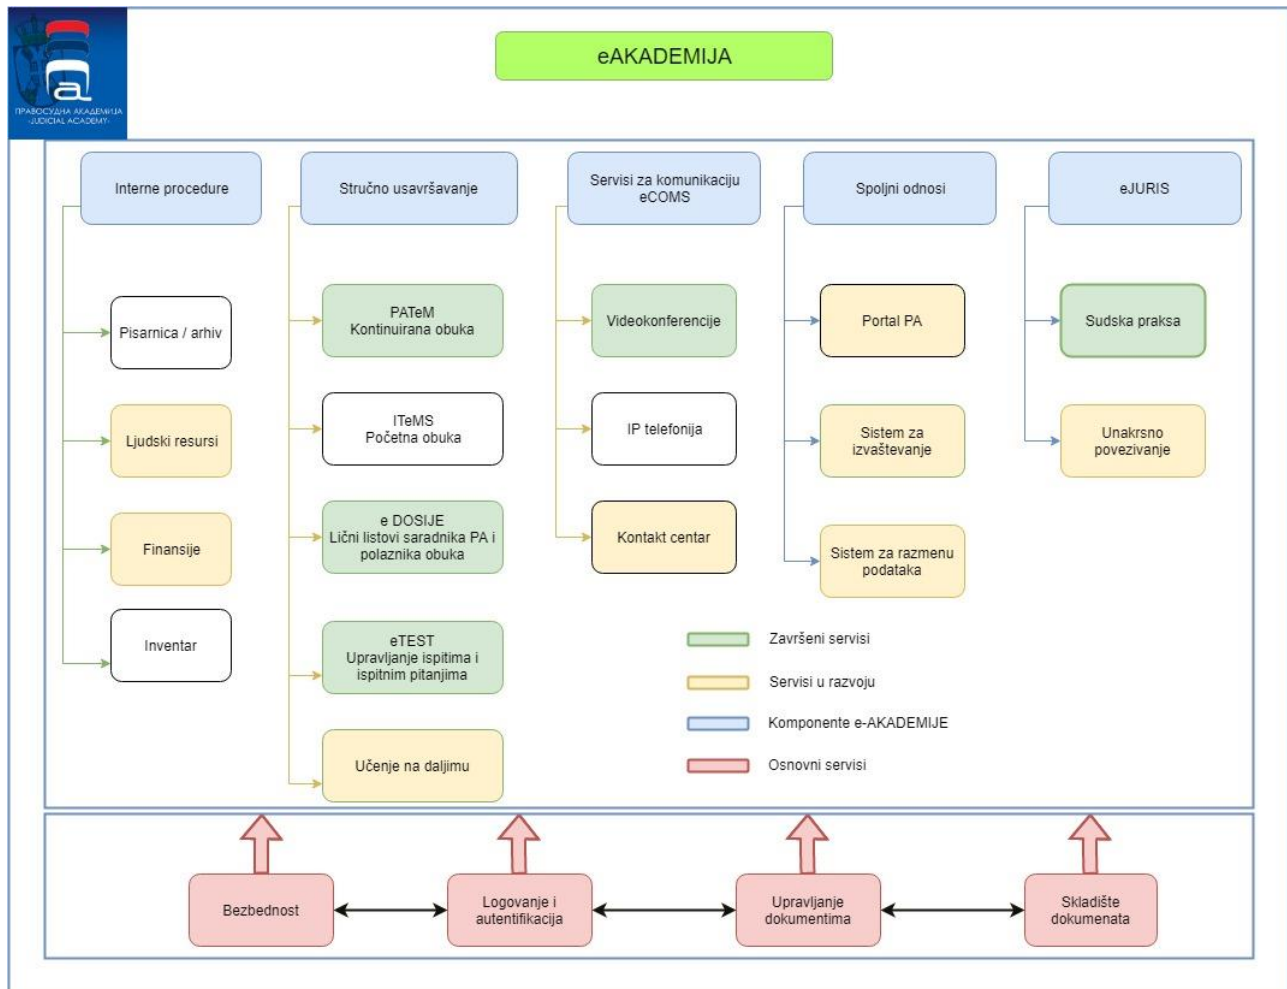 ПРАВОСУДНА АКАДЕМИЈА
-JUDICIAL ACADEMY-
eAKADEMIJA
Interne procedure
Stručno usavršavanje
Servisi za komunikaciju
eCOMS
Spoljni odnosi
eJURIS
Pisarnica / arhiv
Ljudski resursi
Finansije
Inventar
PATeM
Kontinuirana obuka
ITeMS
Početna obuka
e DOSIJE
Lični listovi saradnika PA i
polaznika obuka
eTEST
Upravljanje ispitima i
ispitnim pitanjima
Učenje na daljimu
Videokonferencije
IP telefonija
Kontakt centar
Portal PA
Sistem za
izvaštevanje
Sistem za razmenu
podataka
Sudska praksa
Unakrsno
povezivanje
Završeni servisi
Servisi u razvoju
Komponente e-AKADEMIJE
Osnovni servisi
Bezbednost
Logovanje i
autentifikacija
Upravljanje
dokumentima
Skladište
dokumenata